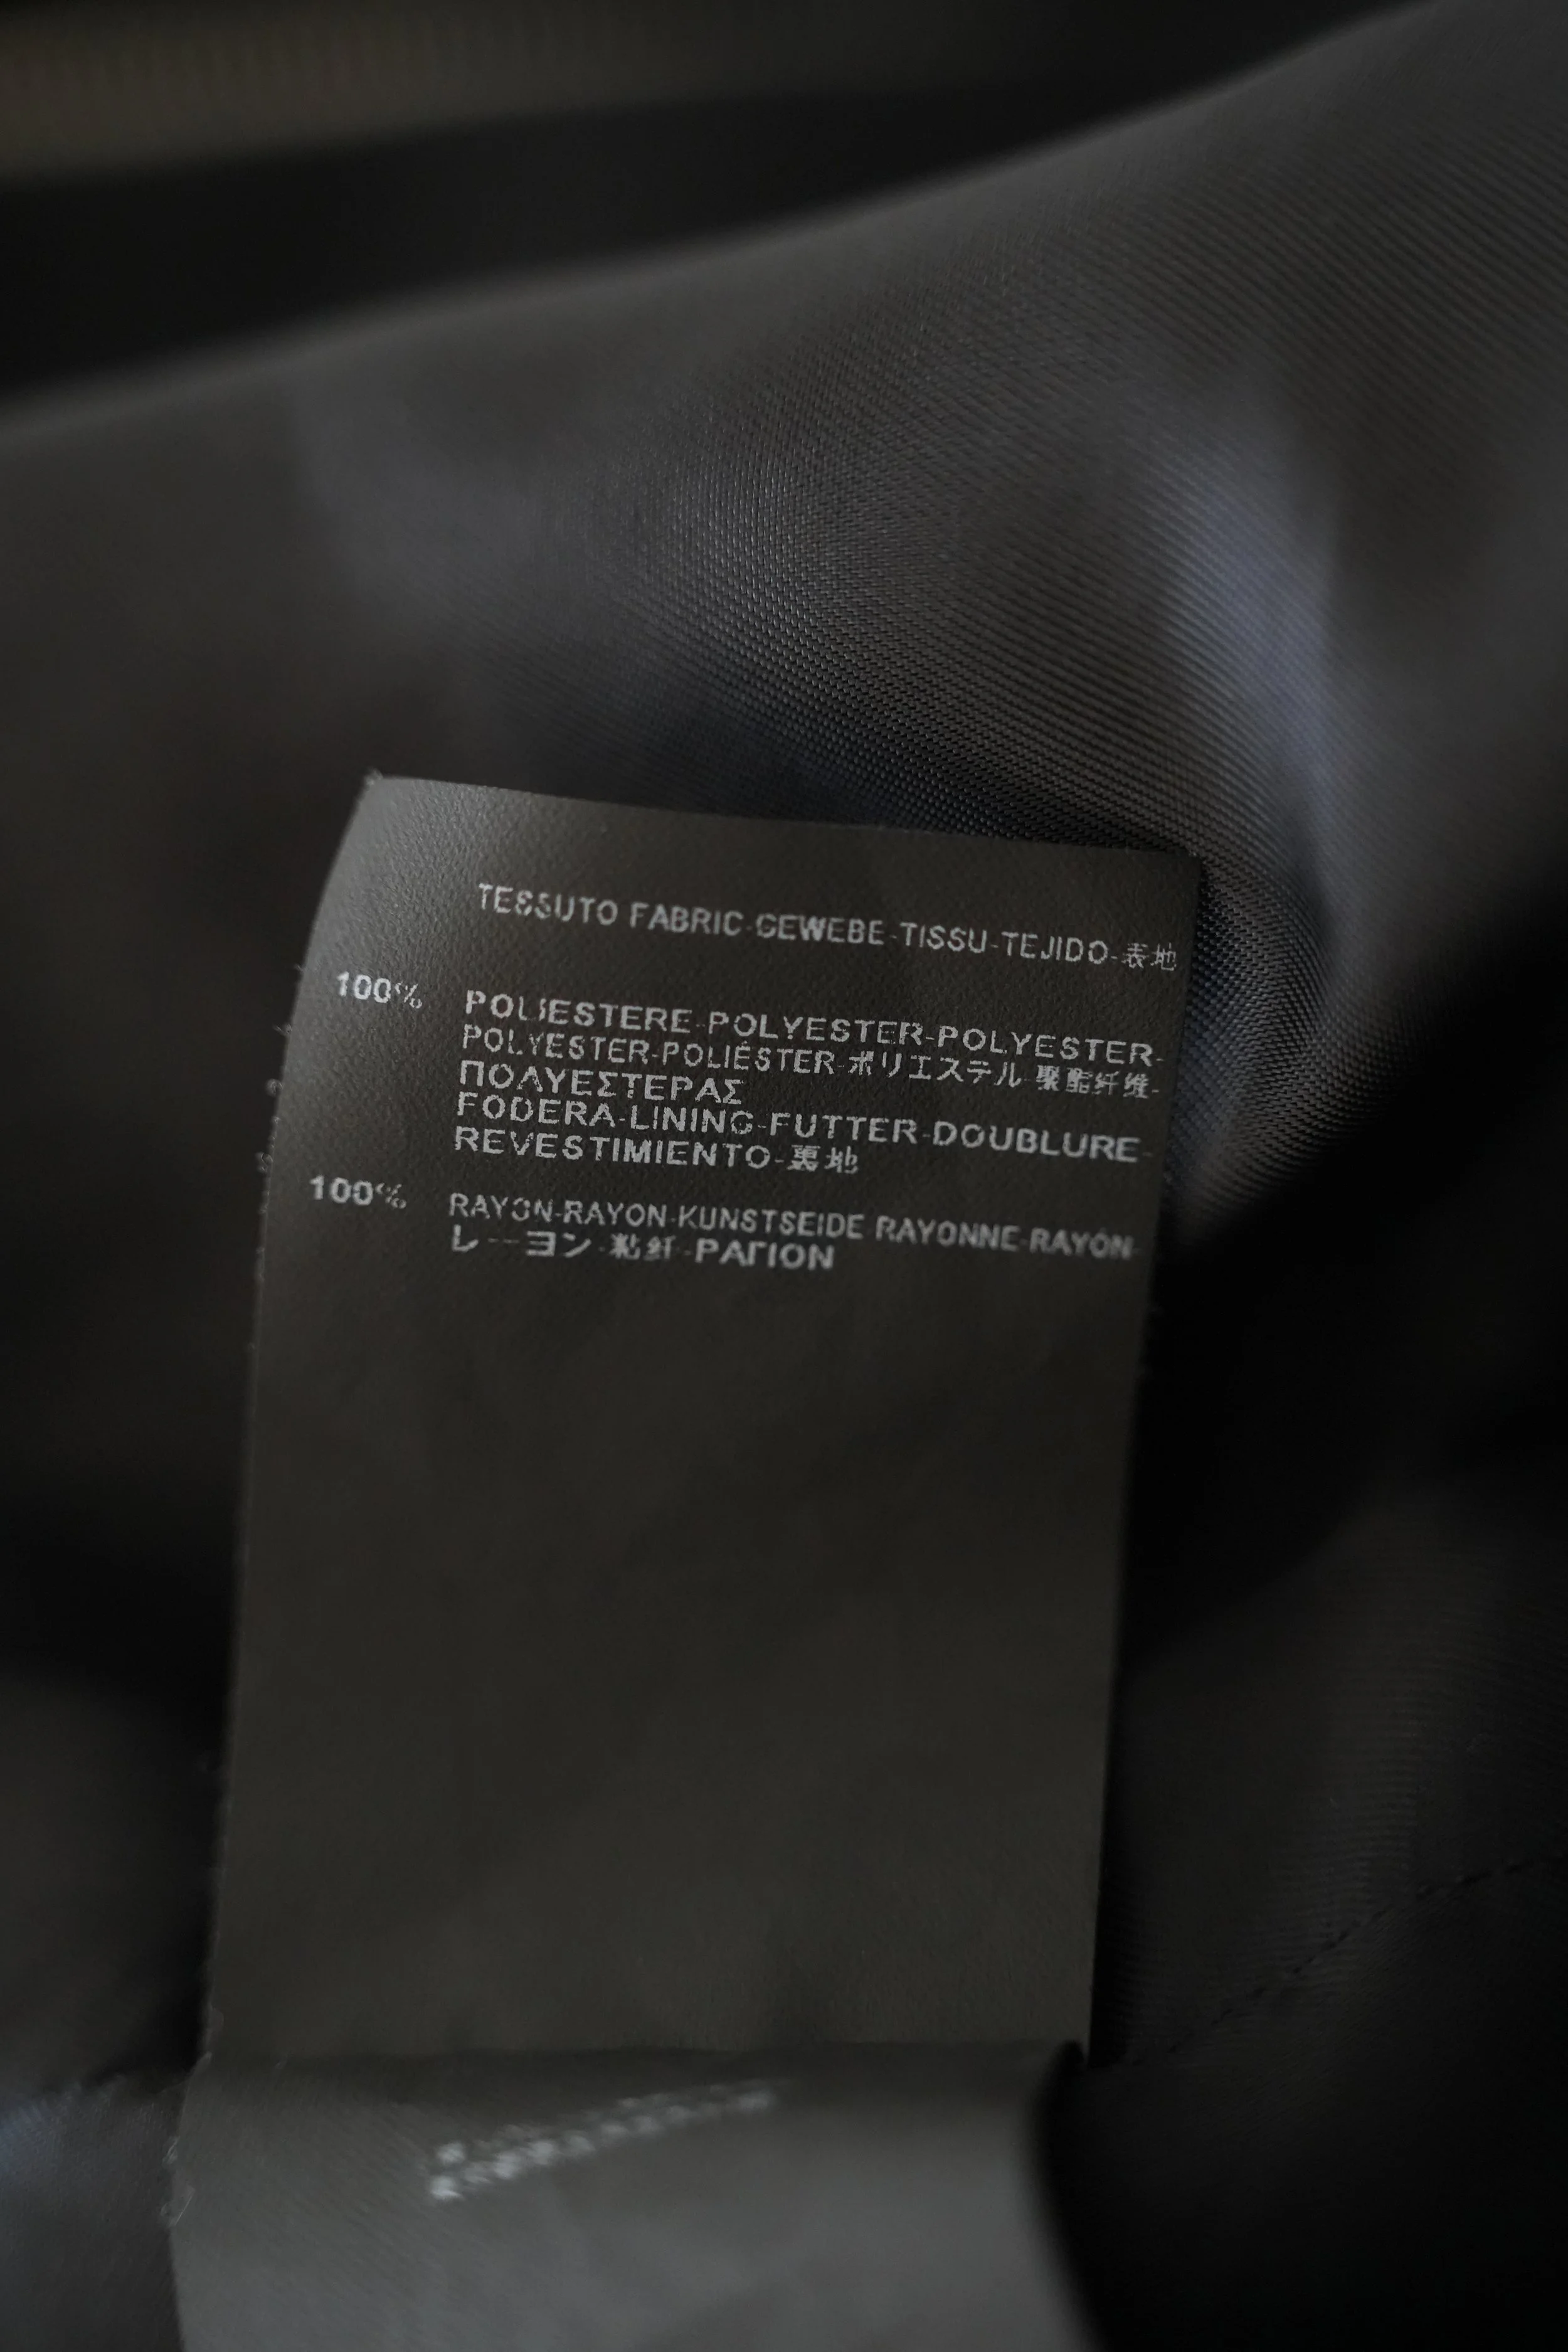 TESSUTO FABRIC-GEWEBE-TISSU-TEJIDO-表地
100% POLIESTERE-POLYESTER-POLYESTER-
POLYESTER-POLIÉSTER-ポリエステル-聚酯纤维-
ΠΟΛΥΕΣΤΕΡΑΣ
FODERA-LINING-FUTTER-DOUBLURE-
REVESTIMIENTO-裏地
100% RAYON-RAYON-KUNSTSEIDE RAYONNE-RAYÓN-
レーヨン-粘纤-ΡΑΓΙΟΝ